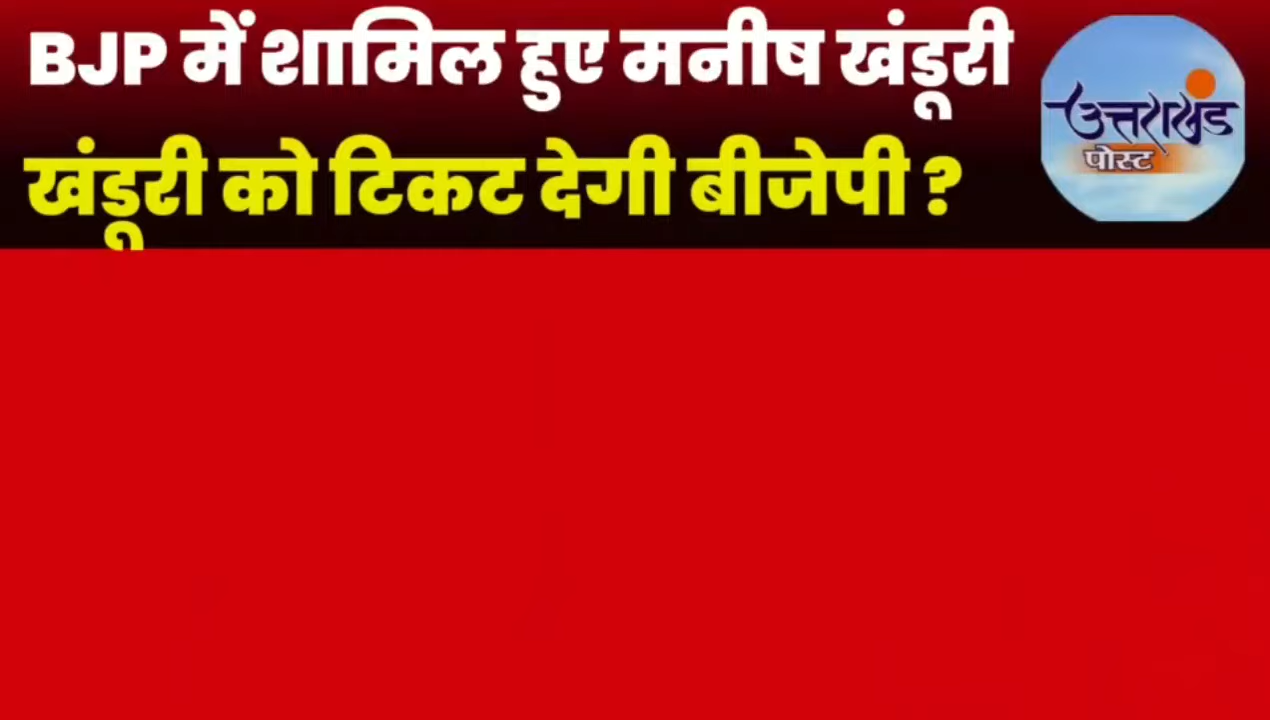 BJP में शामिल हुए मनीष खंडूरी
खंडूरी को टिकट देगी बीजेपी ?
उत्तराखंड
पोस्ट